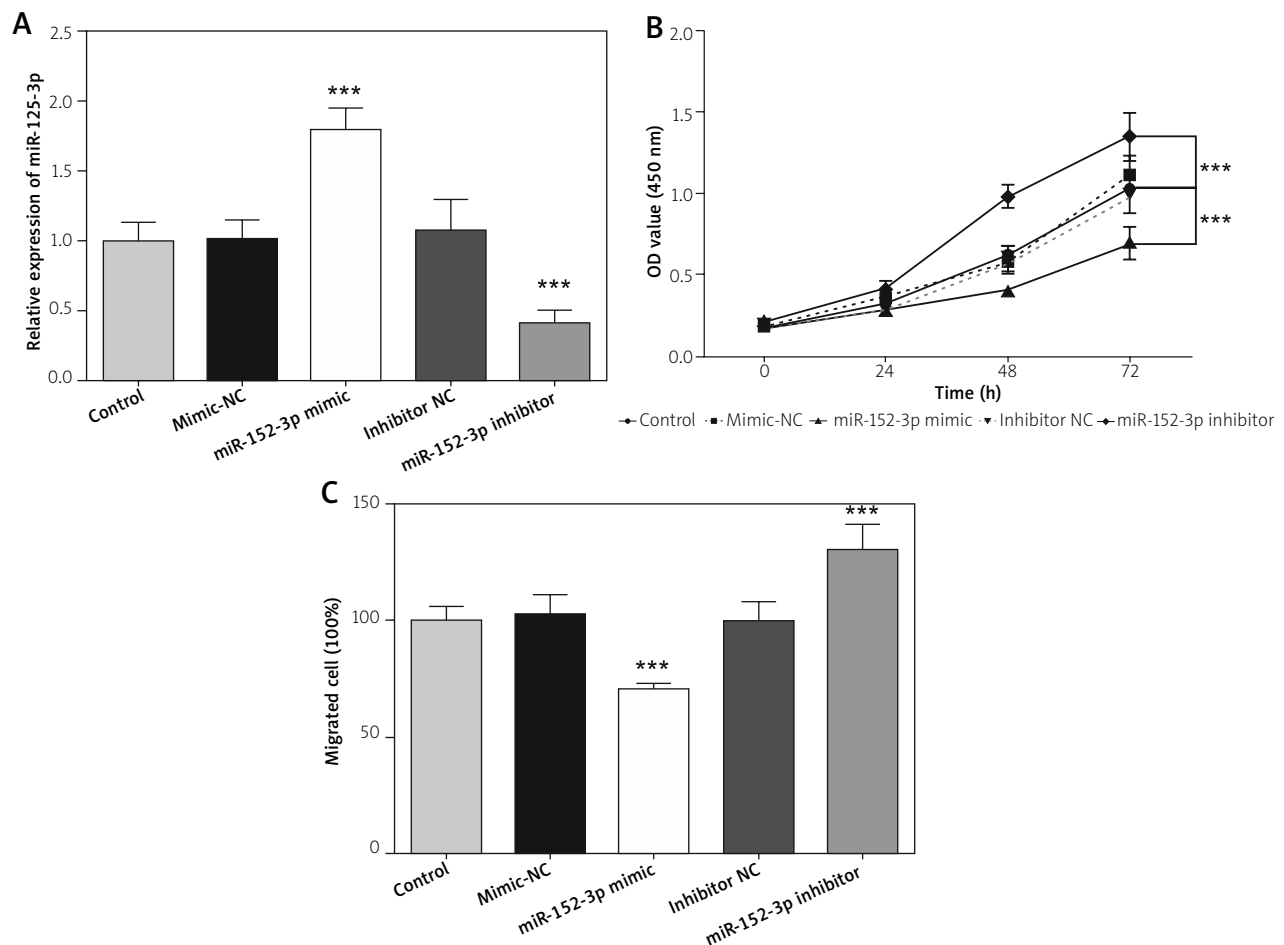 A
Relative expression of miR-125-3p
2.5
2.0
1.5
1.0
0.5
0.0
***
***
Control
Mimic-NC
miR-152-3p mimic
Inhibitor NC
miR-152-3p inhibitor
B
OD value (450 nm)
2.0
1.5
1.0
0.5
0.0
***
***
0 24 48 72
Time (h)
Control Mimic-NC miR-152-3p mimic Inhibitor NC miR-152-3p inhibitor
C
Migrated cell (100%)
150
100
50
0
***
***
Control
Mimic-NC
miR-152-3p mimic
Inhibitor NC
miR-152-3p inhibitor